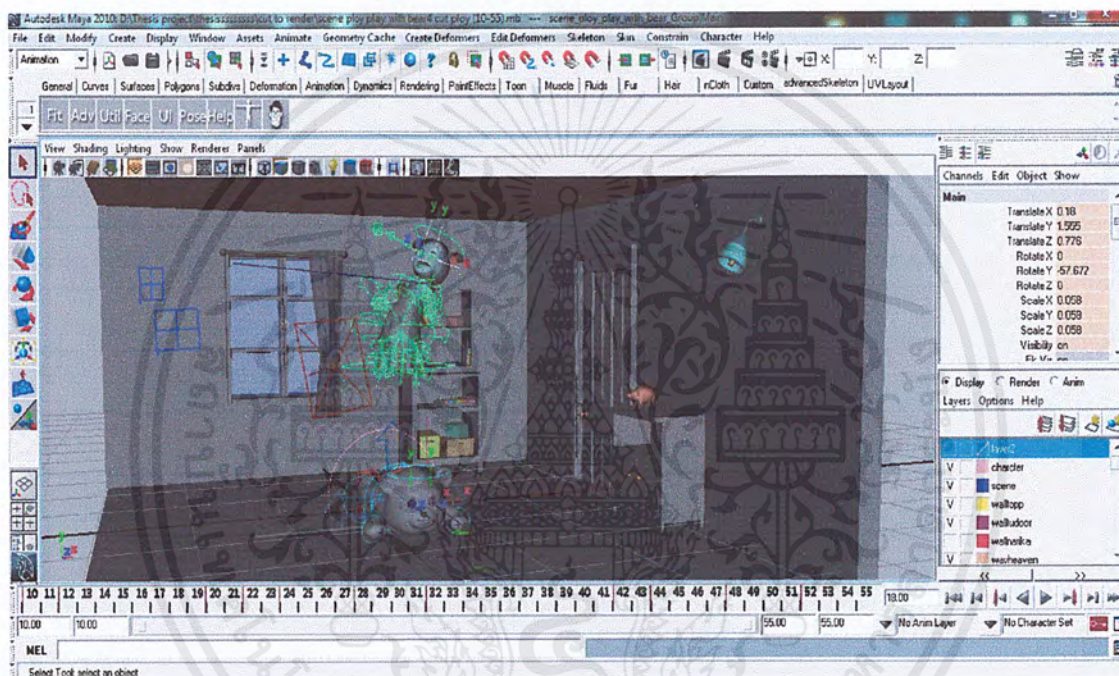 Autodesk Maya 2010: D:\Thesis project\thesisssssssss\cut to render\scene ploy play with bear4 cut ploy (10-55).mb --- scene_ploy_play_with_bear_Group|Main
File Edit Modify Create Display Window Assets Animate Geometry Cache Create Deformers Edit Deformers Skeleton Skin Constrain Character Help
Animation X: Y: Z:
General Curves Surfaces Polygons Subdivs Deformation Animation Dynamics Rendering PaintEffects Toon Muscle Fluids Fur Hair nCloth Custom advancedSkeleton UVLayout
1 Fit Adv Util Face UI Pose Help
View Shading Lighting Show Renderer Panels
Channels Edit Object Show
Main
Translate X 0.18
Translate Y 1.555
Translate Z 0.776
Rotate X 0
Rotate Y -57.672
Rotate Z 0
Scale X 0.058
Scale Y 0.058
Scale Z 0.058
Visibility on
Display Render Anim
Layers Options Help
layer2
V charcter
V scene
V walltopp
V walludoor
wallnarika
V wavheaven
<< >>
10 11 12 13 14 15 16 17 18 19 20 21 22 23 24 25 26 27 28 29 30 31 32 33 34 35 36 37 38 39 40 41 42 43 44 45 46 47 48 49 50 51 52 53 54 55 18.00
10.00 10.00 55.00 55.00 No Anim Layer No Character Set
MEL
Select Tool: select an object